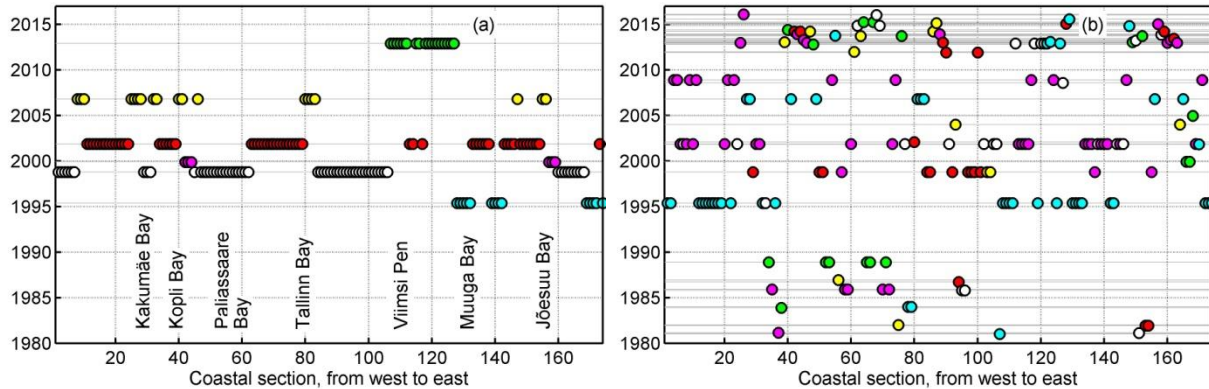 (a)
2015
2010
2005
2000
1995
1990
1985
1980
Kakumäe Bay
Kopli Bay
Paliassaare
Bay
Tallinn Bay
Viimsi Pen
Muuga Bay
Jõesuu Bay
20 40 60 80 100 120 140 160
Coastal section, from west to east
(b)
2015
2010
2005
2000
1995
1990
1985
1980
20 40 60 80 100 120 140 160
Coastal section, from west to east